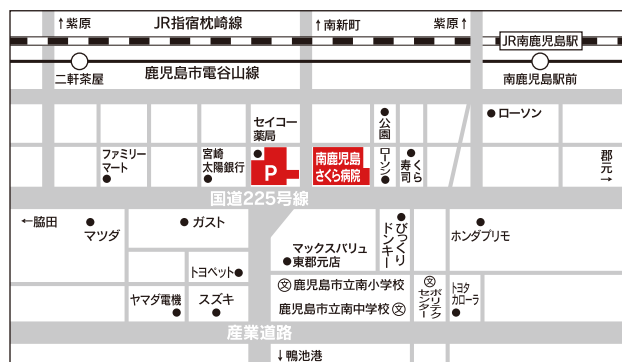 ↑紫原
JR指宿枕崎線
↑南新町
紫原↑
JR南鹿児島駅
二軒茶屋
鹿児島市電谷山線
南鹿児島駅前
セイコー
薬局
公園
ローソン
ファミリー
マート
宮崎
太陽銀行
P
南鹿児島
さくら病院
ローソン
くら
寿司
郡元→
国道225号線
←脇田
マツダ
ガスト
びっくり
ドンキー
ホンダプリモ
マックスバリュ
東郡元店
トヨペット
文鹿児島市立南小学校
文
ポリテク
センター
トヨタ
カローラ
ヤマダ電機
スズキ
鹿児島市立南中学校文
産業道路
↓鴨池港